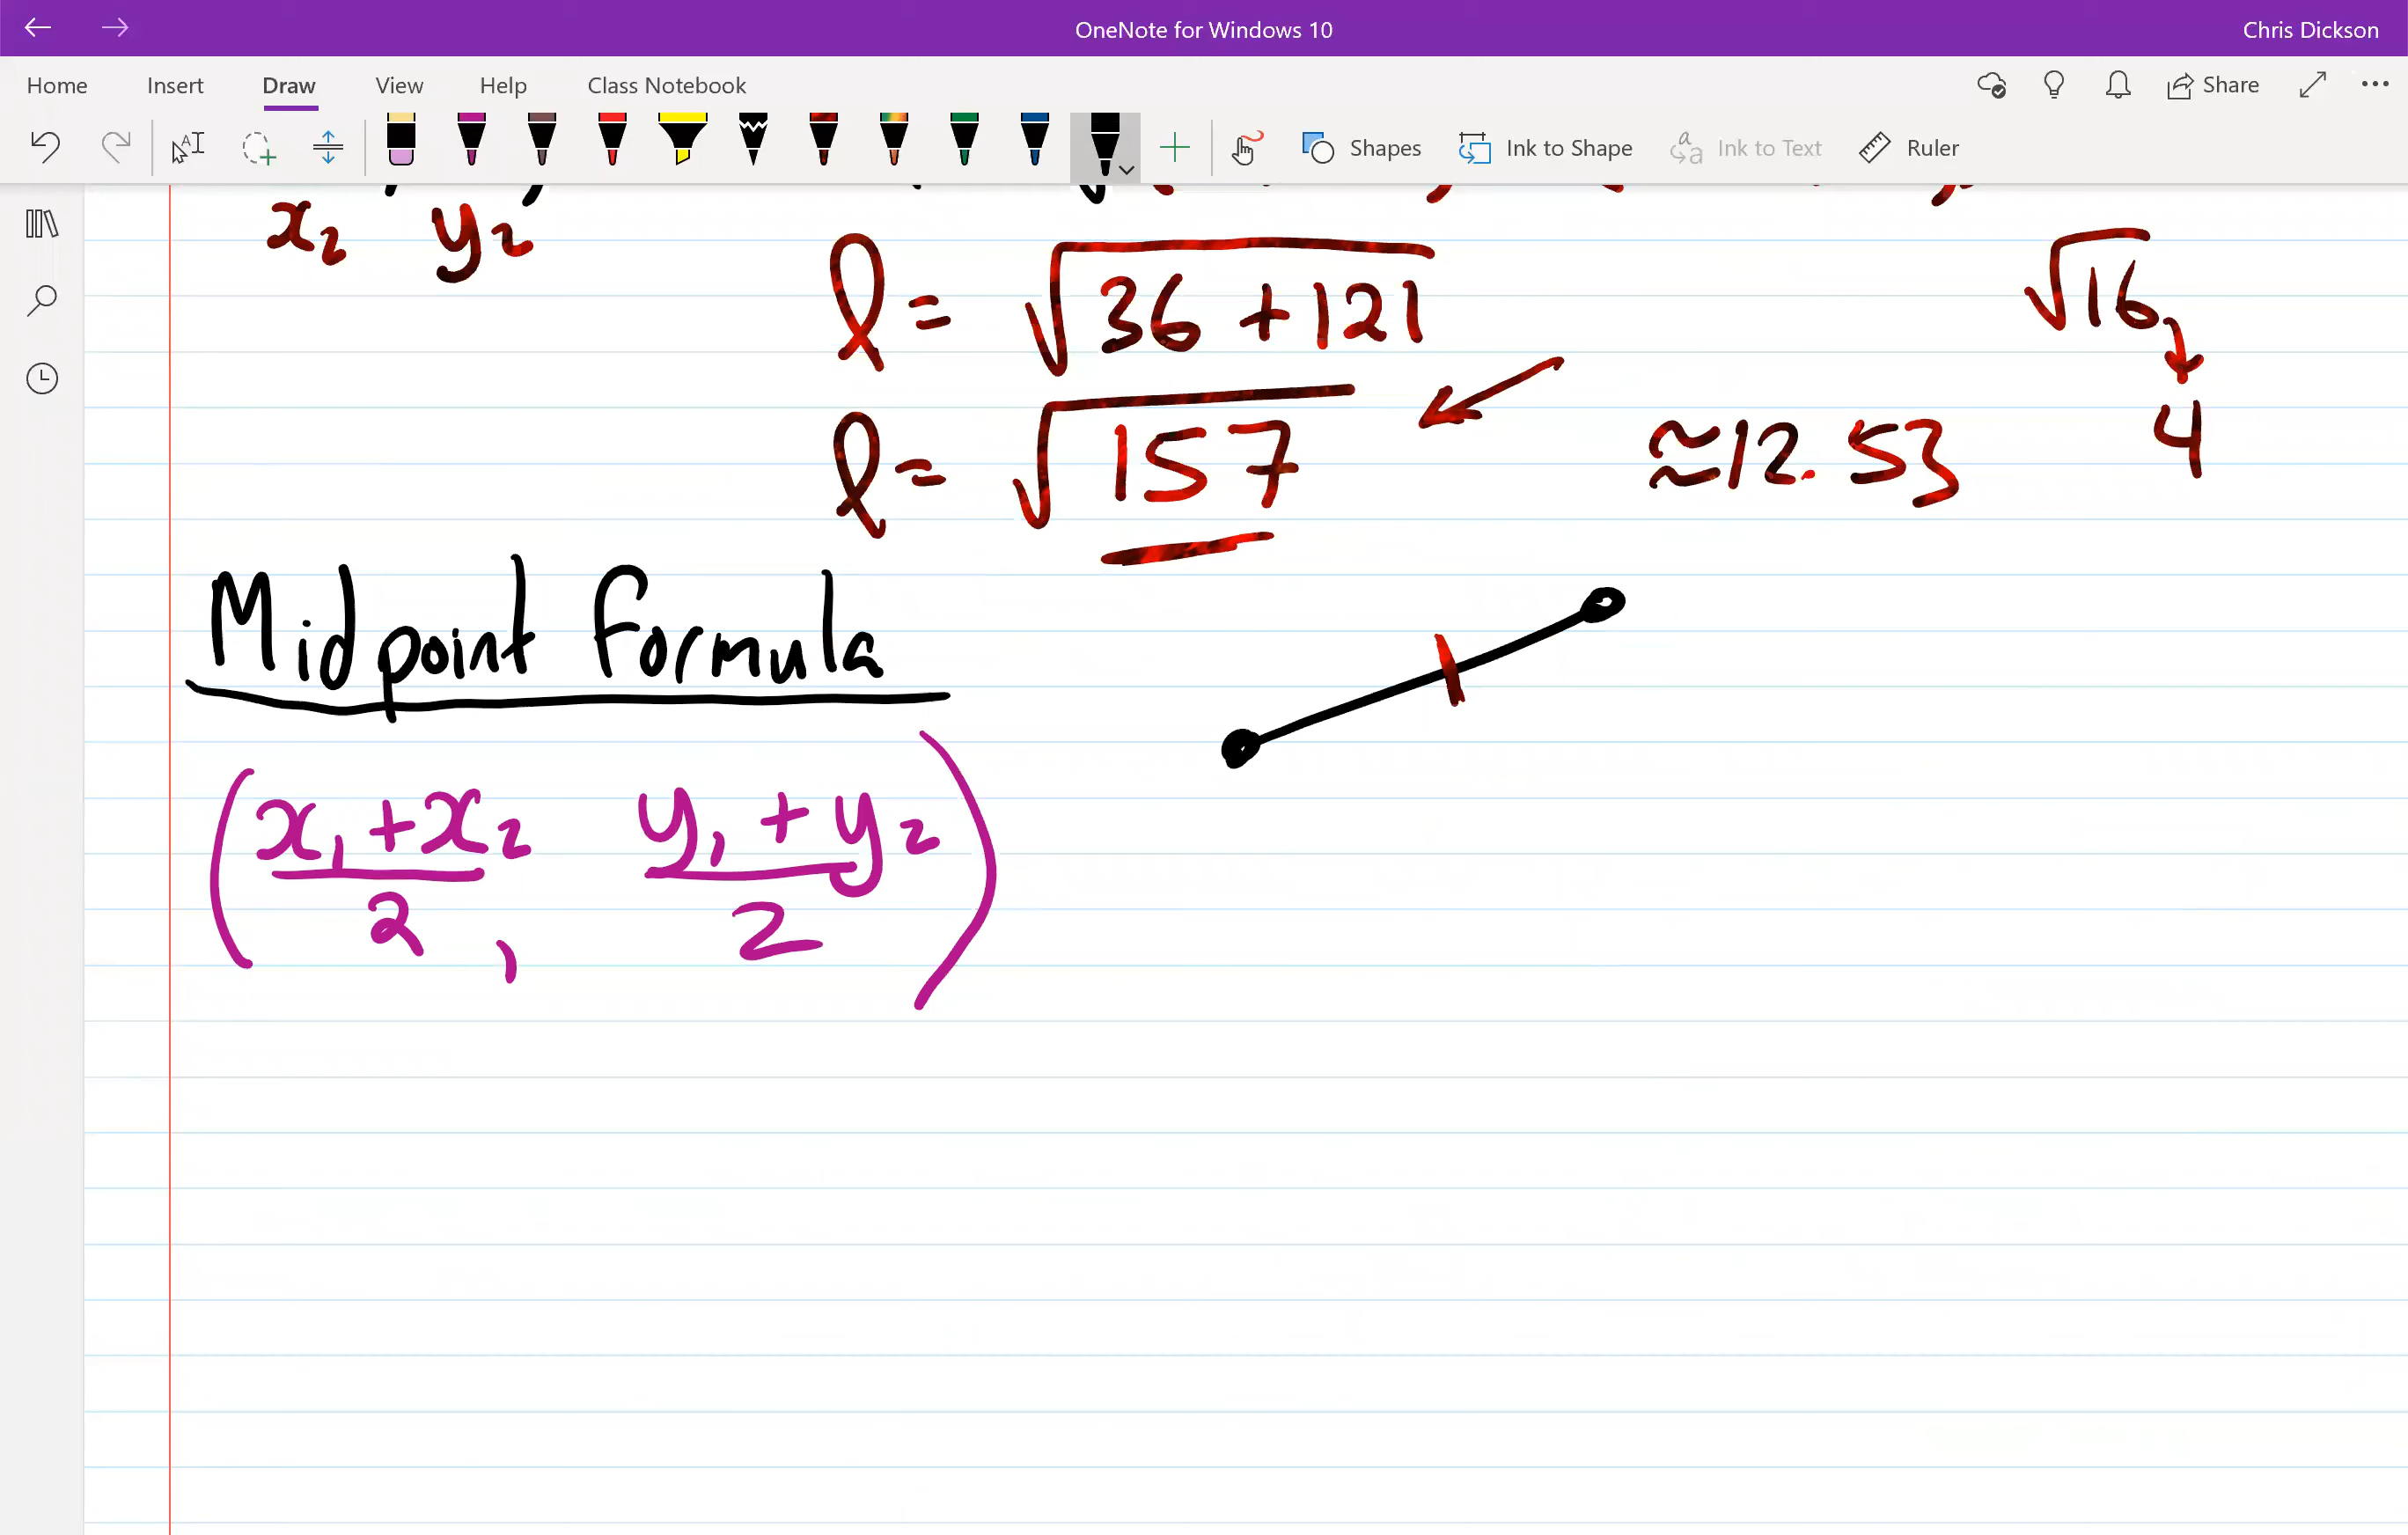 OneNote for Windows 10
Chris Dickson
Home Insert Draw View Help Class Notebook
Share
Shapes Ink to Shape Ink to Text Ruler
x₂ y₂
l = √36 + 121
√16
l = √157 ≈ 12.53
4
Midpoint formula
(x₁ + x₂ / 2, y₁ + y₂ / 2)